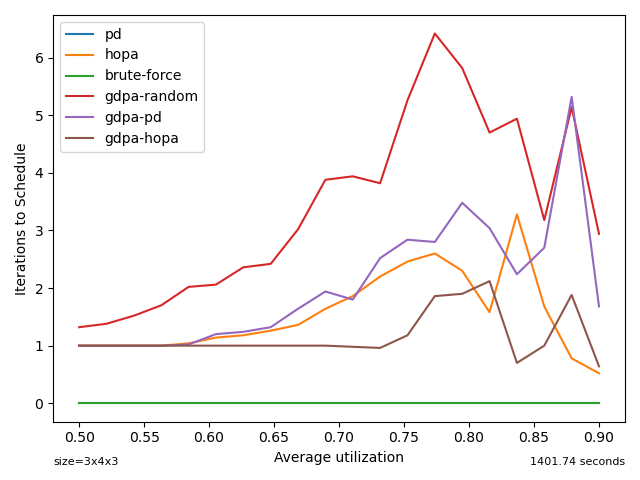 pd
hopa
brute-force
gdpa-random
gdpa-pd
gdpa-hopa
Iterations to Schedule
6
5
4
3
2
1
0
0.50 0.55 0.60 0.65 0.70 0.75 0.80 0.85 0.90
Average utilization
size=3x4x3
1401.74 seconds